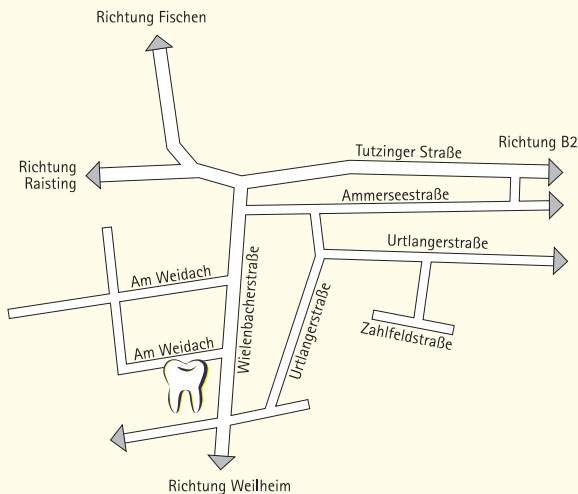 Richtung Fischen
Richtung B2
Tutzinger Straße
Richtung
Raisting
Ammerseestraße
Urtlangerstraße
Am Weidach
Wielenbacherstraße
Urtlangerstraße
Zahlfeldstraße
Am Weidach
Richtung Weilheim